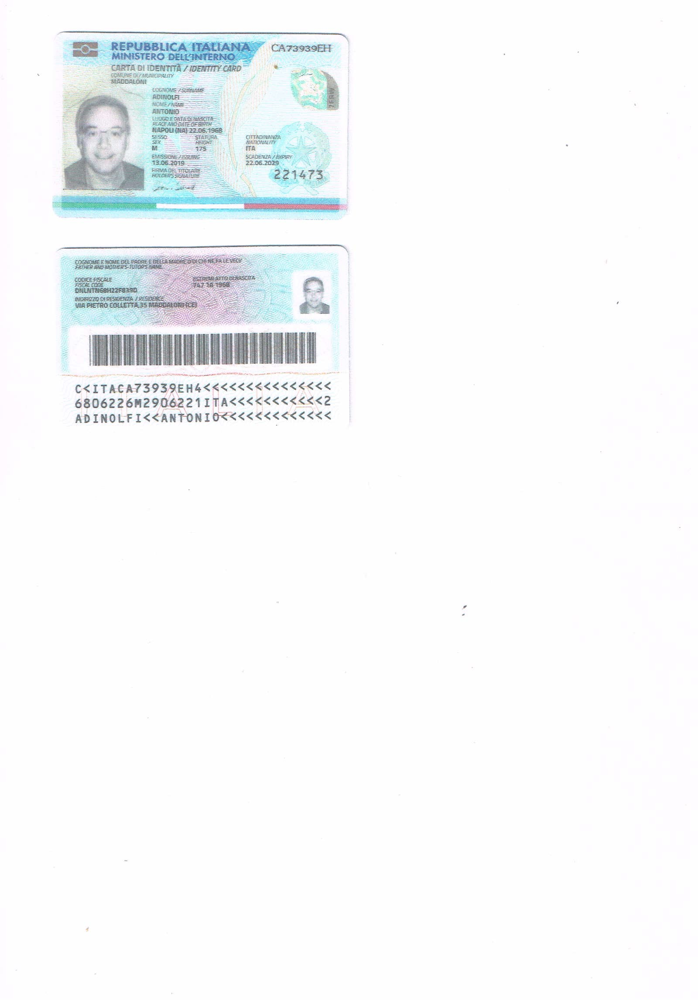 REPUBBLICA ITALIANA
CA73939EH
MINISTERO DELL'INTERNO
CARTA DI IDENTITÀ / IDENTITY CARD
COMUNE DI / MUNICIPALITY
MADDALONI
COGNOME / SURNAME
ADINOLFI
NOME / NAME
ANTONIO
LUOGO E DATA DI NASCITA
PLACE AND DATE OF BIRTH
NAPOLI (NA) 22.06.1968
SESSO STATURA CITTADINANZA
SEX HEIGHT NATIONALITY
M 175 ITA
EMISSIONE / ISSUING SCADENZA / EXPIRY
13.06.2019 22.06.2029
FIRMA DEL TITOLARE
HOLDER'S SIGNATURE
221473
COGNOME E NOME DEL PADRE E DELLA MADRE O DI CHI NE FA LE VECI/
FATHER AND MOTHER'S-TUTOR'S NAME
CODICE FISCALE ESTREMI ATTO DI NASCITA
FISCAL CODE 747 1A 1968
DNLNTN68H22F839D
INDIRIZZO DI RESIDENZA / RESIDENCE
VIA PIETRO COLLETTA,35 MADDALONI (CE)
C<ITACA73939EH4<<<<<<<<<<<<<<<
6806226M2906221ITA<<<<<<<<<<<2
ADINOLFI<<ANTONIO<<<<<<<<<<<<<
ITALIA